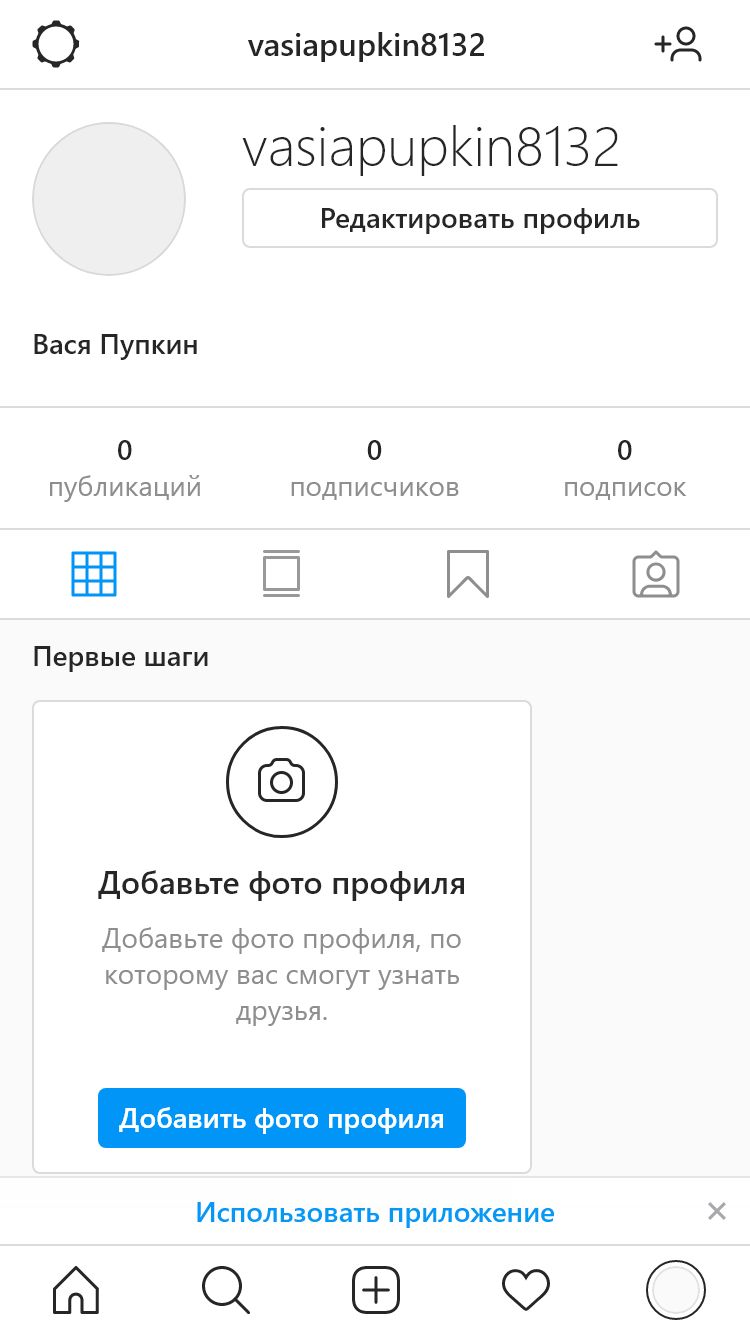 vasiapupkin8132
vasiapupkin8132
Редактировать профиль
Вася Пупкин
0 0 0
публикаций подписчиков подписок
Первые шаги
Добавьте фото профиля
Добавьте фото профиля, по
которому вас смогут узнать
друзья.
Добавить фото профиля
Использовать приложение